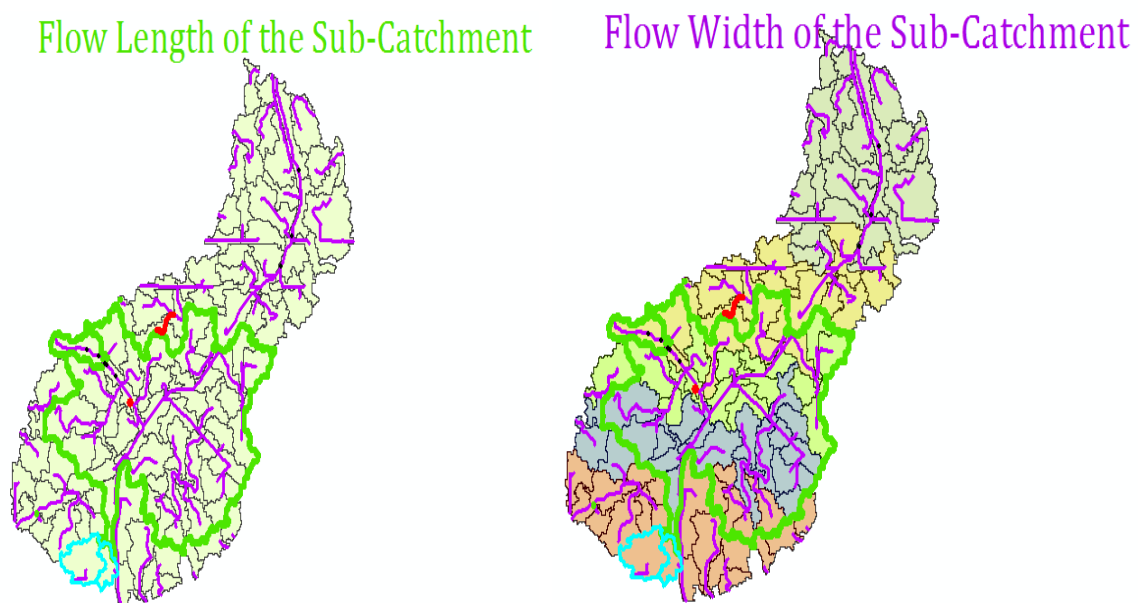 Flow Length of the Sub-Catchment
Flow Width of the Sub-Catchment